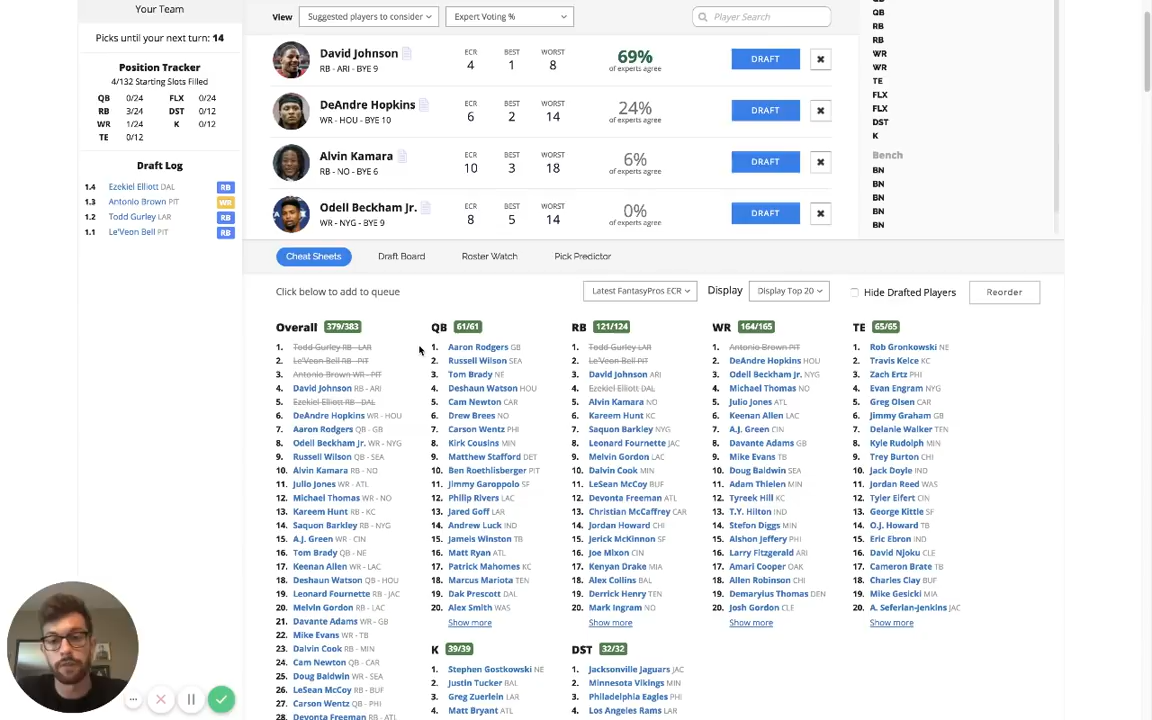 Your Team
Picks until your next turn: 14
Position Tracker
4/132 Starting Slots Filled
QB 0/24 FLX 0/24
RB 3/24 DST 0/12
WR 1/24 K 0/12
TE 0/12
Draft Log
1.4 Ezekiel Elliott DAL RB
1.3 Antonio Brown PIT WR
1.2 Todd Gurley LAR RB
1.1 Le'Veon Bell PIT RB
View Suggested players to consider Expert Voting % Player Search
David Johnson ECR BEST WORST 69%
RB - ARI - BYE 9 4 1 8 of experts agree DRAFT
DeAndre Hopkins ECR BEST WORST 24%
WR - HOU - BYE 10 6 2 14 of experts agree DRAFT
Alvin Kamara ECR BEST WORST 6%
RB - NO - BYE 6 10 3 18 of experts agree DRAFT
Odell Beckham Jr. ECR BEST WORST 0%
WR - NYG - BYE 9 8 5 14 of experts agree DRAFT
QB
QB
RB
RB
WR
WR
TE
FLX
FLX
DST
K
Bench
BN
BN
BN
BN
BN
Cheat Sheets Draft Board Roster Watch Pick Predictor
Click below to add to queue Latest FantasyPros ECR Display Display Top 20 Hide Drafted Players Reorder
Overall 379/383
1. Todd Gurley RB - LAR
2. Le'Veon Bell RB - PIT
3. Antonio Brown WR - PIT
4. David Johnson RB - ARI
5. Ezekiel Elliott RB - DAL
6. DeAndre Hopkins WR - HOU
7. Aaron Rodgers QB - GB
8. Odell Beckham Jr. WR - NYG
9. Russell Wilson QB - SEA
10. Alvin Kamara RB - NO
11. Julio Jones WR - ATL
12. Michael Thomas WR - NO
13. Kareem Hunt RB - KC
14. Saquon Barkley RB - NYG
15. A.J. Green WR - CIN
16. Tom Brady QB - NE
17. Keenan Allen WR - LAC
18. Deshaun Watson QB - HOU
19. Leonard Fournette RB - JAC
20. Melvin Gordon RB - LAC
21. Davante Adams WR - GB
22. Mike Evans WR - TB
23. Dalvin Cook RB - MIN
24. Cam Newton QB - CAR
25. Doug Baldwin WR - SEA
26. LeSean McCoy RB - BUF
27. Carson Wentz QB - PHI
28. Devonta Freeman RB - ATL
QB 61/61
1. Aaron Rodgers GB
2. Russell Wilson SEA
3. Tom Brady NE
4. Deshaun Watson HOU
5. Cam Newton CAR
6. Drew Brees NO
7. Carson Wentz PHI
8. Kirk Cousins MIN
9. Matthew Stafford DET
10. Ben Roethlisberger PIT
11. Jimmy Garoppolo SF
12. Philip Rivers LAC
13. Jared Goff LAR
14. Andrew Luck IND
15. Jameis Winston TB
16. Matt Ryan ATL
17. Patrick Mahomes KC
18. Marcus Mariota TEN
19. Dak Prescott DAL
20. Alex Smith WAS
Show more
RB 121/124
1. Todd Gurley LAR
2. Le'Veon Bell PIT
3. David Johnson ARI
4. Ezekiel Elliott DAL
5. Alvin Kamara NO
6. Kareem Hunt KC
7. Saquon Barkley NYG
8. Leonard Fournette JAC
9. Melvin Gordon LAC
10. Dalvin Cook MIN
11. LeSean McCoy BUF
12. Devonta Freeman ATL
13. Christian McCaffrey CAR
14. Jordan Howard CHI
15. Jerick McKinnon SF
16. Joe Mixon CIN
17. Kenyan Drake MIA
18. Alex Collins BAL
19. Derrick Henry TEN
20. Mark Ingram NO
Show more
WR 164/165
1. Antonio Brown PIT
2. DeAndre Hopkins HOU
3. Odell Beckham Jr. NYG
4. Michael Thomas NO
5. Julio Jones ATL
6. Keenan Allen LAC
7. A.J. Green CIN
8. Davante Adams GB
9. Mike Evans TB
10. Doug Baldwin SEA
11. Adam Thielen MIN
12. Tyreek Hill KC
13. T.Y. Hilton IND
14. Stefon Diggs MIN
15. Alshon Jeffery PHI
16. Larry Fitzgerald ARI
17. Amari Cooper OAK
18. Allen Robinson CHI
19. Demaryius Thomas DEN
20. Josh Gordon CLE
Show more
TE 65/65
1. Rob Gronkowski NE
2. Travis Kelce KC
3. Zach Ertz PHI
4. Evan Engram NYG
5. Greg Olsen CAR
6. Jimmy Graham GB
7. Delanie Walker TEN
8. Kyle Rudolph MIN
9. Trey Burton CHI
10. Jack Doyle IND
11. Jordan Reed WAS
12. Tyler Eifert CIN
13. George Kittle SF
14. O.J. Howard TB
15. Eric Ebron IND
16. David Njoku CLE
17. Cameron Brate TB
18. Charles Clay BUF
19. Mike Gesicki MIA
20. A. Seferian-Jenkins JAC
Show more
K 39/39
1. Stephen Gostkowski NE
2. Justin Tucker BAL
3. Greg Zuerlein LAR
4. Matt Bryant ATL
DST 32/32
1. Jacksonville Jaguars JAC
2. Minnesota Vikings MIN
3. Philadelphia Eagles PHI
4. Los Angeles Rams LAR